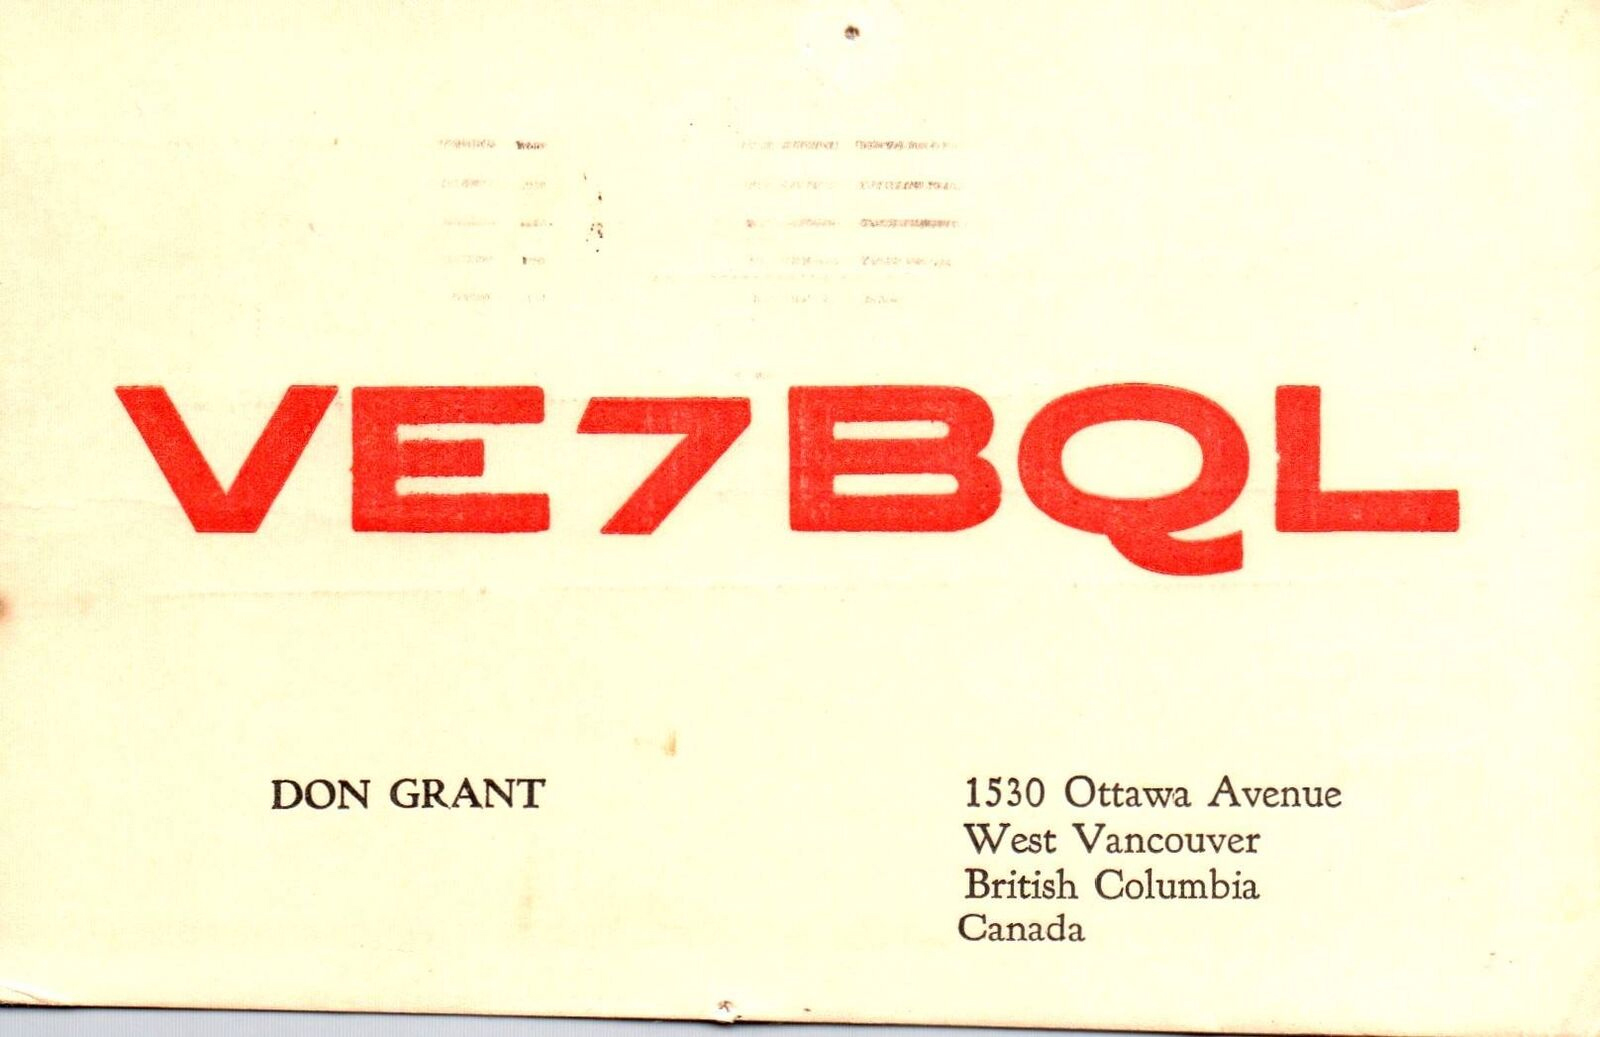 VE7BQL
DON GRANT
1530 Ottawa Avenue
West Vancouver
British Columbia
Canada